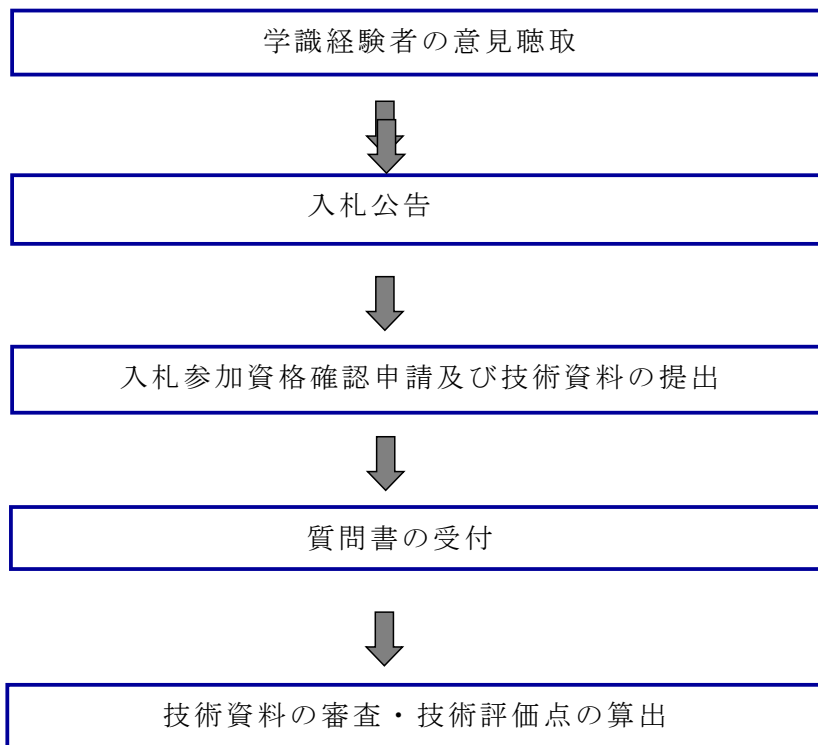 学識経験者の意見聴取
入札公告
入札参加資格確認申請及び技術資料の提出
質問書の受付
技術資料の審査・技術評価点の算出